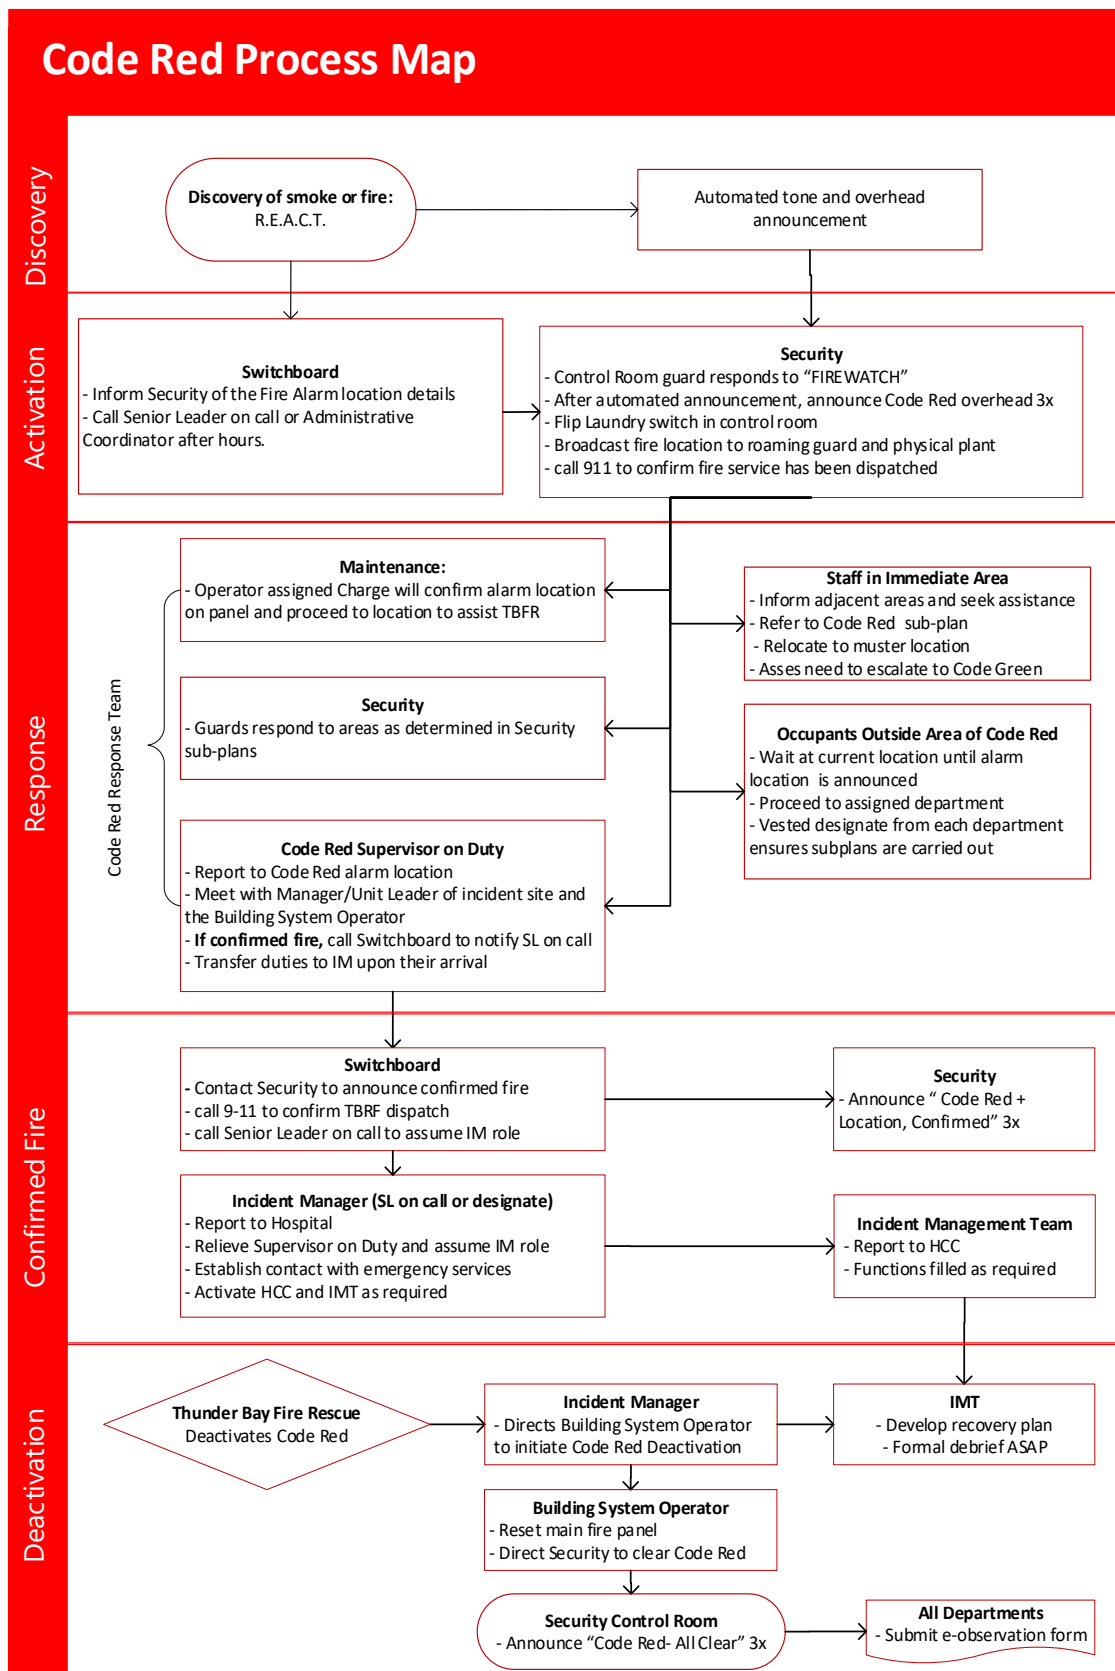 Code Red Process Map
Discovery
Discovery of smoke or fire:
R.E.A.C.T.
Automated tone and overhead
announcement
Activation
Switchboard
- Inform Security of the Fire Alarm location details
- Call Senior Leader on call or Administrative
Coordinator after hours.
Security
- Control Room guard responds to “FIREWATCH”
- After automated announcement, announce Code Red overhead 3x
- Flip Laundry switch in control room
- Broadcast fire location to roaming guard and physical plant
- call 911 to confirm fire service has been dispatched
Response
Code Red Response Team
Maintenance:
- Operator assigned Charge will confirm alarm location
on panel and proceed to location to assist TBFR
Security
- Guards respond to areas as determined in Security
sub-plans
Code Red Supervisor on Duty
- Report to Code Red alarm location
- Meet with Manager/Unit Leader of incident site and
the Building System Operator
- If confirmed fire, call Switchboard to notify SL on call
- Transfer duties to IM upon their arrival
Staff in Immediate Area
- Inform adjacent areas and seek assistance
- Refer to Code Red sub-plan
- Relocate to muster location
- Asses need to escalate to Code Green
Occupants Outside Area of Code Red
- Wait at current location until alarm
location is announced
- Proceed to assigned department
- Vested designate from each department
ensures subplans are carried out
Confirmed Fire
Switchboard
- Contact Security to announce confirmed fire
- call 9-11 to confirm TBRF dispatch
- call Senior Leader on call to assume IM role
Security
- Announce “ Code Red +
Location, Confirmed” 3x
Incident Manager (SL on call or designate)
- Report to Hospital
- Relieve Supervisor on Duty and assume IM role
- Establish contact with emergency services
- Activate HCC and IMT as required
Incident Management Team
- Report to HCC
- Functions filled as required
Deactivation
Thunder Bay Fire Rescue
Deactivates Code Red
Incident Manager
- Directs Building System Operator
to initiate Code Red Deactivation
IMT
- Develop recovery plan
- Formal debrief ASAP
Building System Operator
- Reset main fire panel
- Direct Security to clear Code Red
Security Control Room
- Announce “Code Red- All Clear” 3x
All Departments
- Submit e-observation form